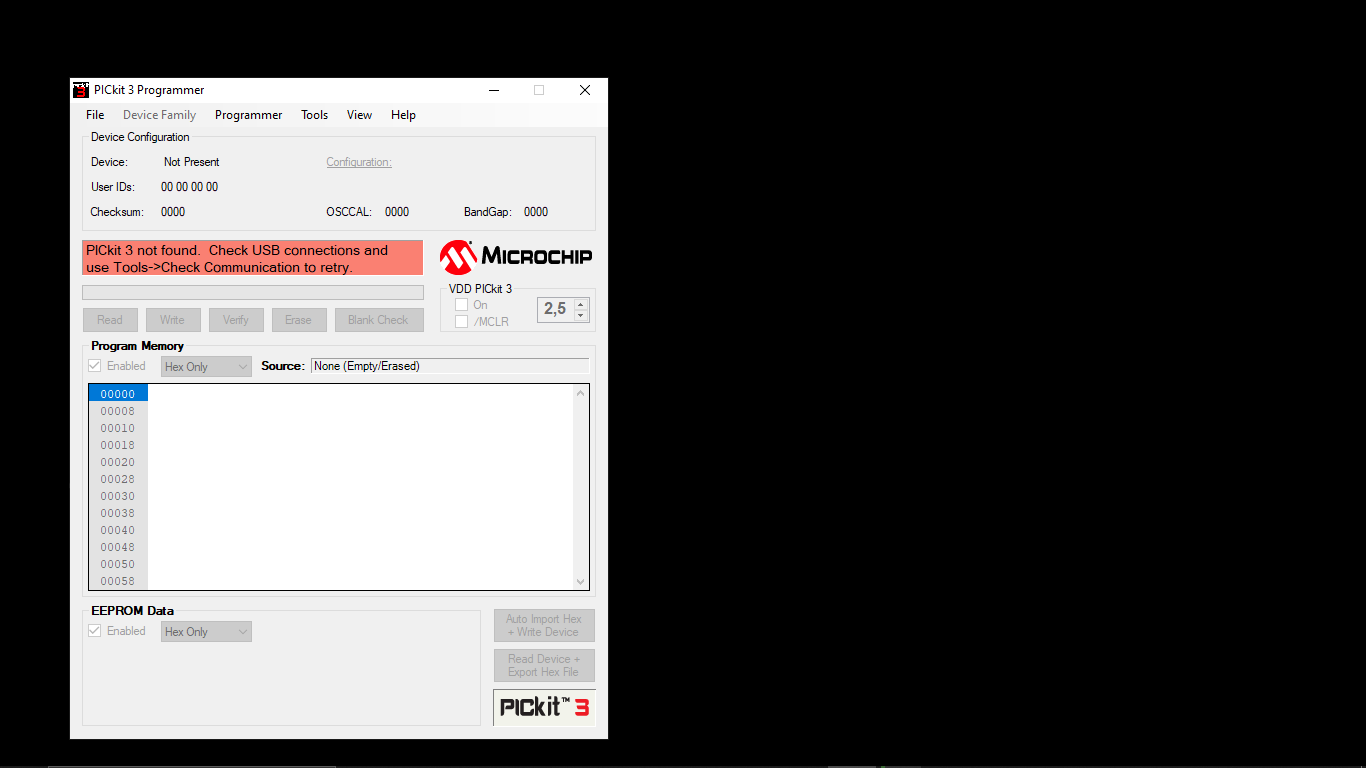 PICkit 3 Programmer
File Device Family Programmer Tools View Help
Device Configuration
Device: Not Present Configuration:
User IDs: 00 00 00 00
Checksum: 0000 OSCCAL: 0000 BandGap: 0000
PICkit 3 not found. Check USB connections and
use Tools->Check Communication to retry.
MICROCHIP
VDD PICkit 3
On
/MCLR
2,5
Read Write Verify Erase Blank Check
Program Memory
Enabled Hex Only Source: None (Empty/Erased)
00000
00008
00010
00018
00020
00028
00030
00038
00040
00048
00050
00058
EEPROM Data
Enabled Hex Only
Auto Import Hex
+ Write Device
Read Device +
Export Hex File
PICkit™ 3